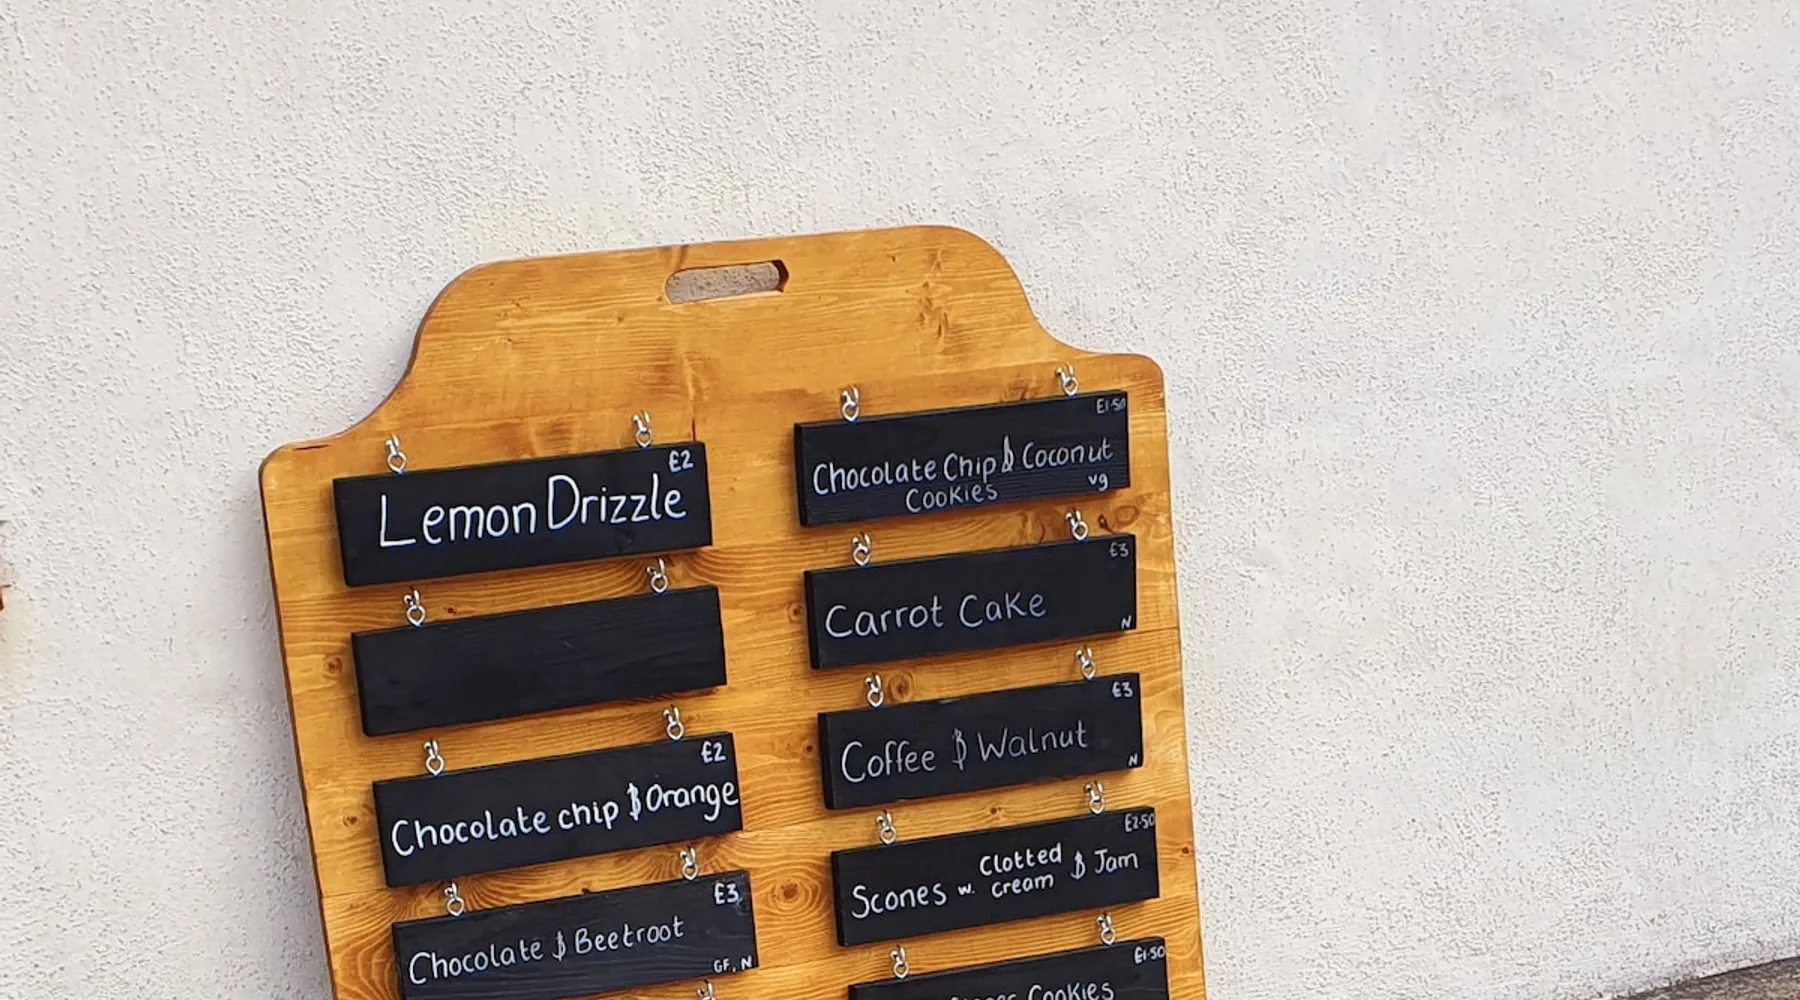 £2
Lemon Drizzle
£2
Chocolate chip & Orange
£3
Chocolate & Beetroot
GF, N
£1.50
Chocolate Chip & Coconut
Cookies vg
£3
Carrot Cake
N
£3
Coffee & Walnut
N
£2.50
Scones w. Clotted cream & Jam
£1.50
Cookies